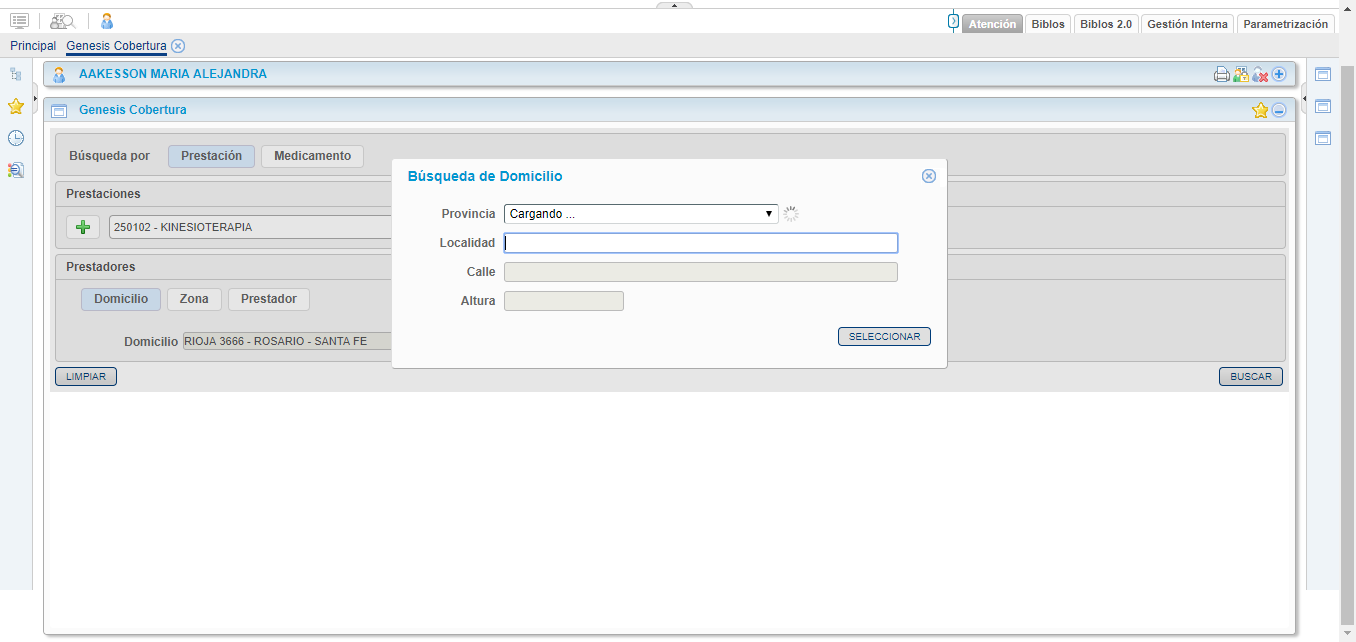 Atención Biblos Biblos 2.0 Gestión Interna Parametrización
Principal Genesis Cobertura
AAKESSON MARIA ALEJANDRA
Genesis Cobertura
Búsqueda por Prestación Medicamento
Prestaciones
250102 - KINESIOTERAPIA
Prestadores
Domicilio Zona Prestador
Domicilio RIOJA 3666 - ROSARIO - SANTA FE
LIMPIAR BUSCAR
Búsqueda de Domicilio
Provincia Cargando ...
Localidad
Calle
Altura
SELECCIONAR